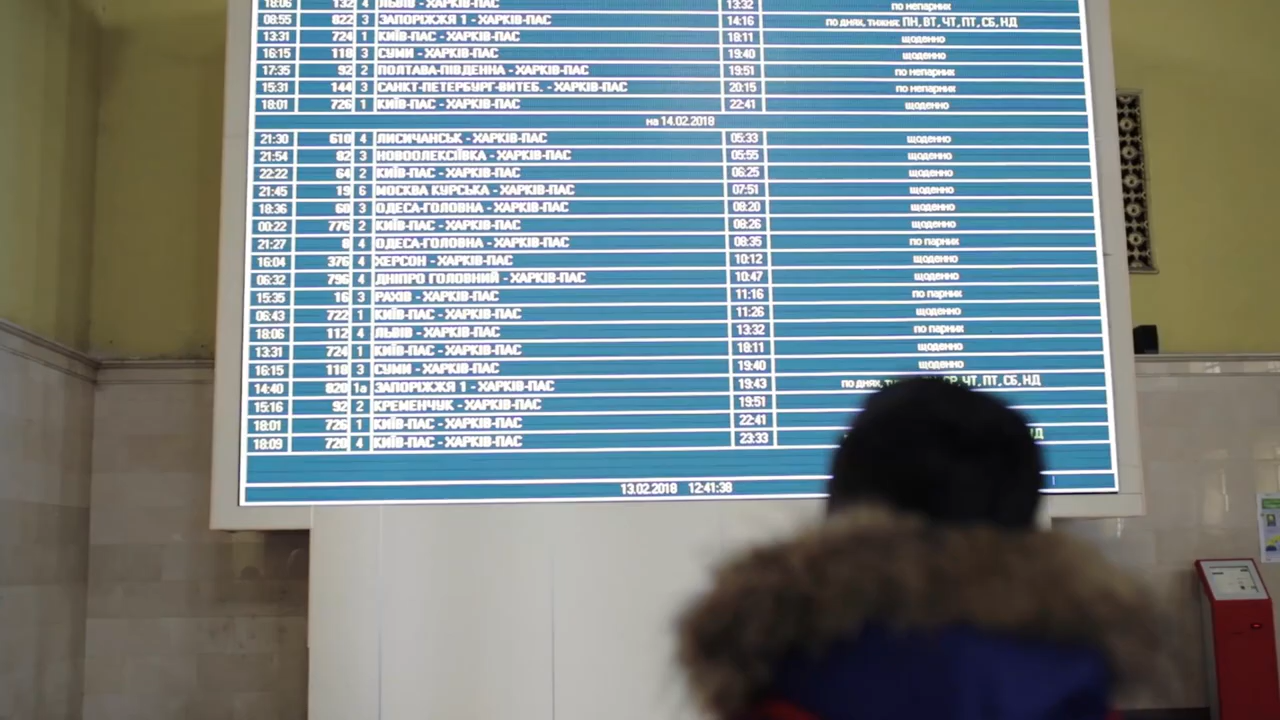 18:06 132 4 ЛЬВІВ - ХАРКІВ-ПАС 13:32 по непарних
08:55 822 3 ЗАПОРІЖЖЯ 1 - ХАРКІВ-ПАС 14:16 по днях, тижня: ПН, ВТ, ЧТ, ПТ, СБ, НД
13:31 724 1 КИЇВ-ПАС - ХАРКІВ-ПАС 18:11 щоденно
16:15 118 3 СУМИ - ХАРКІВ-ПАС 19:40 щоденно
17:35 92 2 ПОЛТАВА-ПІВДЕННА - ХАРКІВ-ПАС 19:51 по непарних
15:31 144 3 САНКТ-ПЕТЕРБУРГ-ВИТЕБ. - ХАРКІВ-ПАС 20:15 по непарних
18:01 726 1 КИЇВ-ПАС - ХАРКІВ-ПАС 22:41 щоденно
на 14.02.2018
21:30 610 4 ЛИСИЧАНСЬК - ХАРКІВ-ПАС 05:33 щоденно
21:54 82 3 НОВООЛЕКСІЇВКА - ХАРКІВ-ПАС 05:55 щоденно
22:22 64 2 КИЇВ-ПАС - ХАРКІВ-ПАС 06:25 щоденно
21:45 19 6 МОСКВА КУРСЬКА - ХАРКІВ-ПАС 07:51 щоденно
18:36 60 3 ОДЕСА-ГОЛОВНА - ХАРКІВ-ПАС 08:20 щоденно
00:22 776 2 КИЇВ-ПАС - ХАРКІВ-ПАС 08:26 щоденно
21:27 8 4 ОДЕСА-ГОЛОВНА - ХАРКІВ-ПАС 08:35 по парних
16:04 376 4 ХЕРСОН - ХАРКІВ-ПАС 10:12 щоденно
06:32 796 4 ДНІПРО ГОЛОВНИЙ - ХАРКІВ-ПАС 10:47 щоденно
15:35 16 3 РАХІВ - ХАРКІВ-ПАС 11:16 по парних
06:43 722 1 КИЇВ-ПАС - ХАРКІВ-ПАС 11:26 щоденно
18:06 112 4 ЛЬВІВ - ХАРКІВ-ПАС 13:32 по парних
13:31 724 1 КИЇВ-ПАС - ХАРКІВ-ПАС 18:11 щоденно
16:15 118 3 СУМИ - ХАРКІВ-ПАС 19:40 щоденно
14:40 820 1а ЗАПОРІЖЖЯ 1 - ХАРКІВ-ПАС 19:43 по днях, ЧТ, ПТ, СБ, НД
15:16 92 2 КРЕМЕНЧУК - ХАРКІВ-ПАС 19:51
18:01 726 1 КИЇВ-ПАС - ХАРКІВ-ПАС 22:41
18:09 720 4 КИЇВ-ПАС - ХАРКІВ-ПАС 23:33
13.02.2018 12:41:38